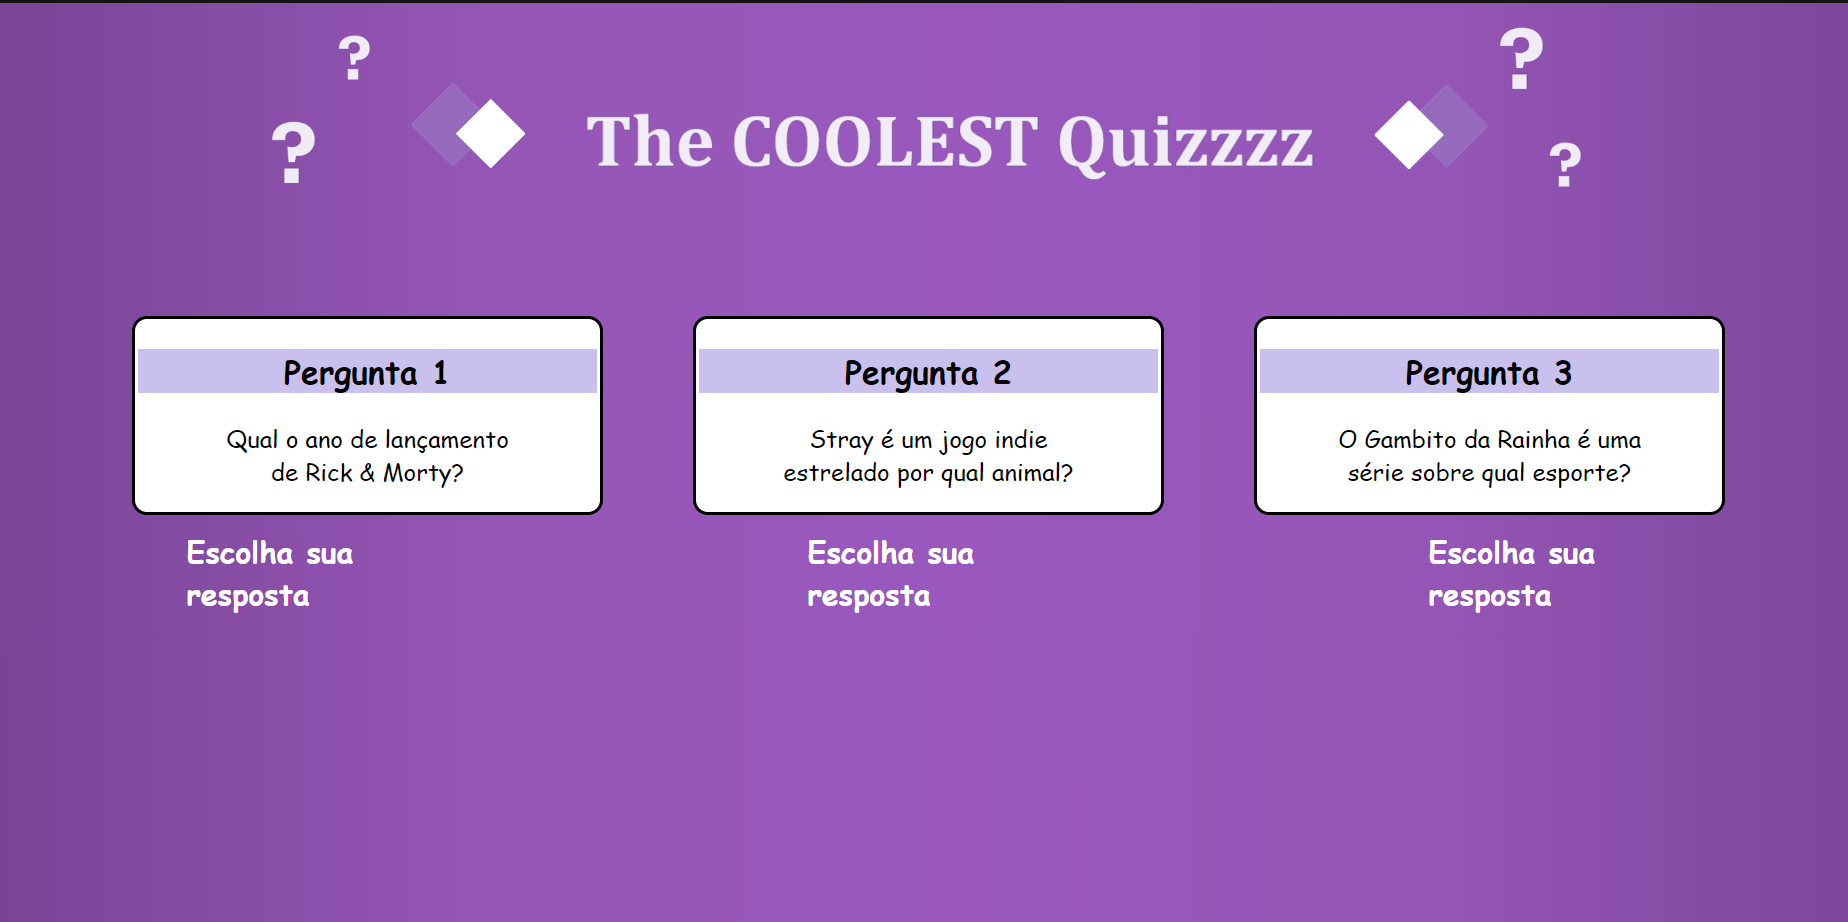 ?
?
?
?
The COOLEST Quizzzz
Pergunta 1
Qual o ano de lançamento
de Rick & Morty?
Escolha sua
resposta
Pergunta 2
Stray é um jogo indie
estrelado por qual animal?
Escolha sua
resposta
Pergunta 3
O Gambito da Rainha é uma
série sobre qual esporte?
Escolha sua
resposta